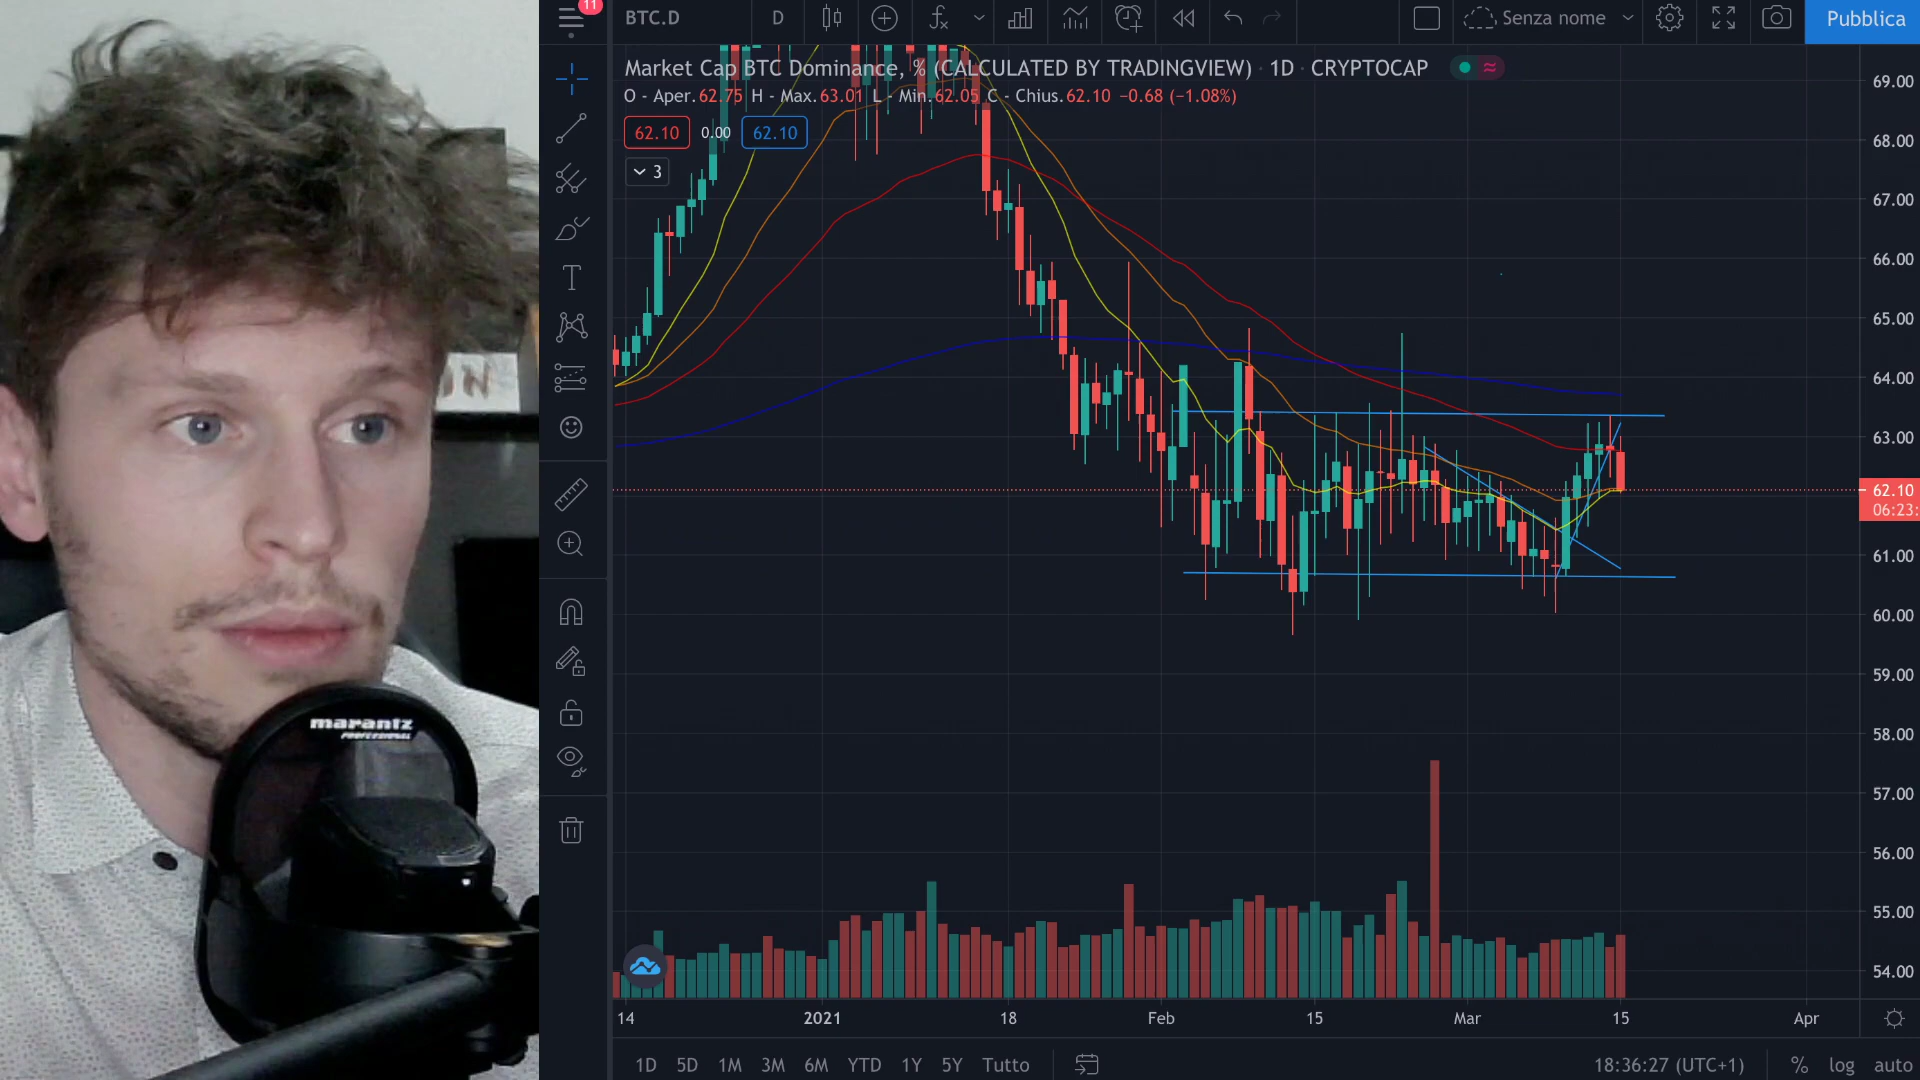 11
BTC.D
D
Senza nome
Pubblica
Market Cap BTC Dominance, % (CALCULATED BY TRADINGVIEW) · 1D · CRYPTOCAP
O - Aper.62.75 H - Max.63.01 L - Min.62.05 C - Chius.62.10 −0.68 (−1.08%)
62.10
0.00
62.10
3
69.00
68.00
67.00
66.00
65.00
64.00
63.00
62.10
06:23:
61.00
60.00
59.00
58.00
57.00
56.00
55.00
54.00
marantz
PROFESSIONAL
14
2021
18
Feb
15
Mar
15
Apr
1D 5D 1M 3M 6M YTD 1Y 5Y Tutto
18:36:27 (UTC+1)
% log auto